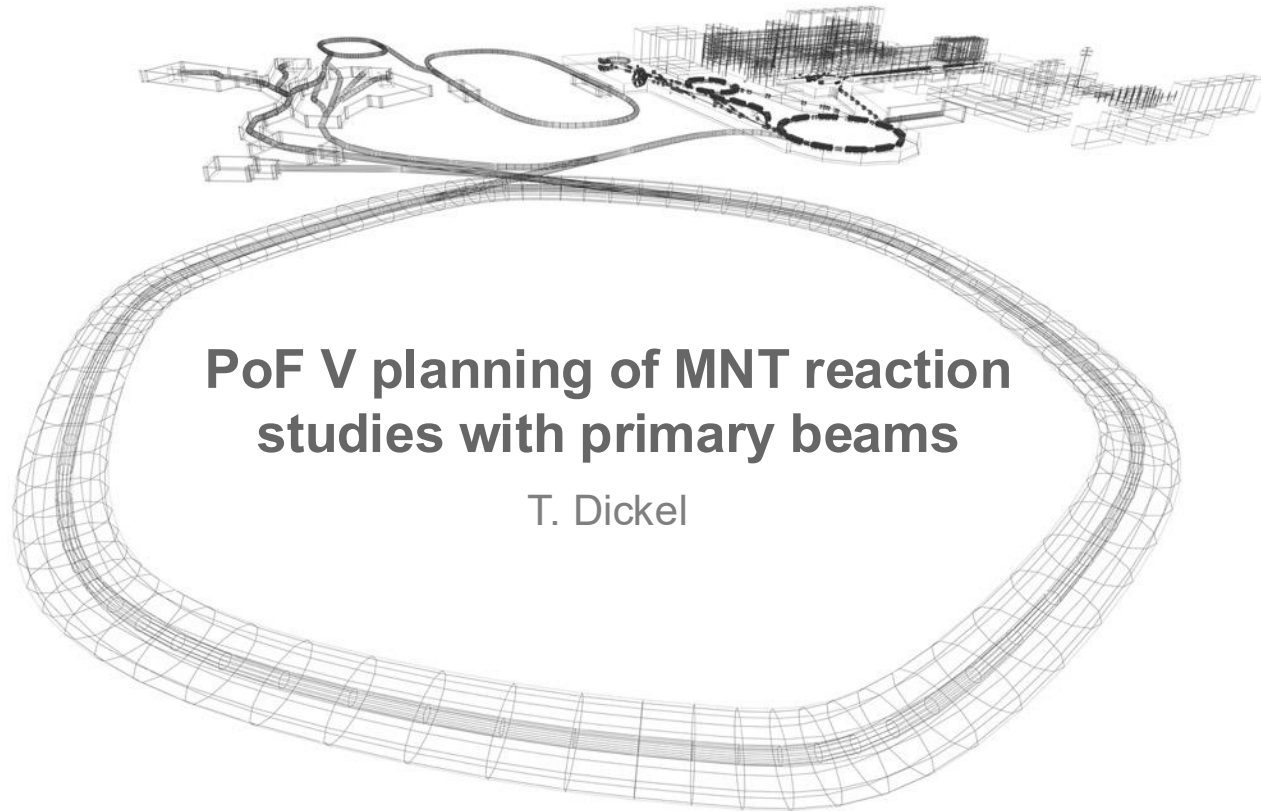 PoF V planning of MNT reaction
studies with primary beams
T. Dickel